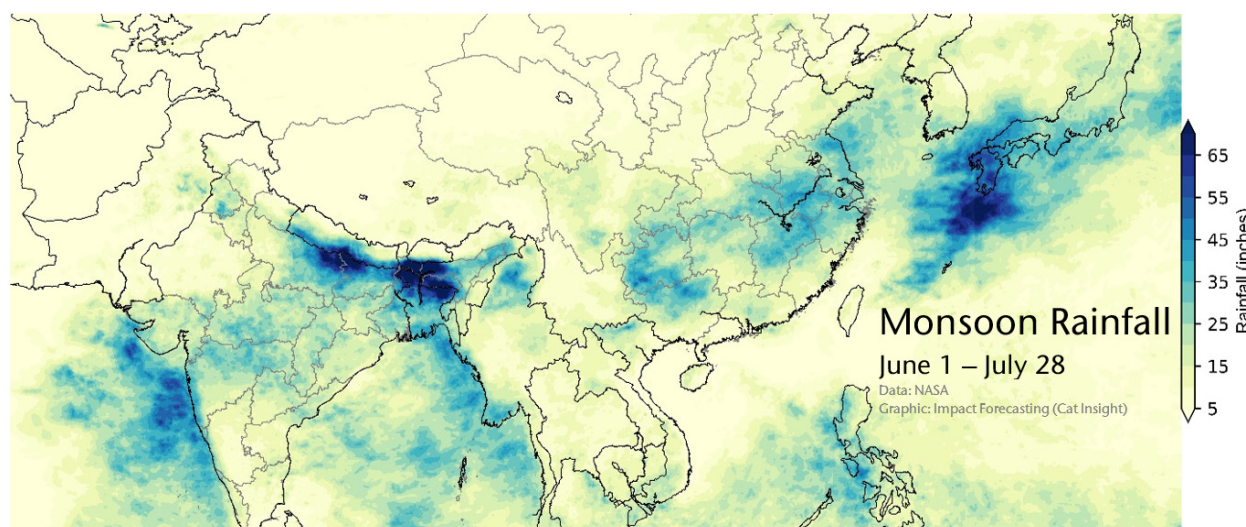 Monsoon Rainfall
June 1 – July 28
Data: NASA
Graphic: Impact Forecasting (Cat Insight)
65
55
45
35
25
15
5
Rainfall (inches)